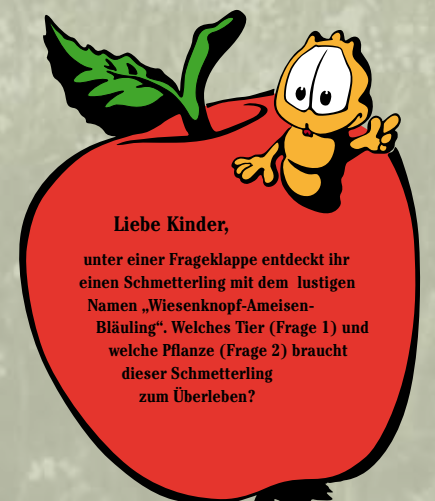 Liebe Kinder,
unter einer Frageklappe entdeckt ihr
einen Schmetterling mit dem lustigen
Namen „Wiesenknopf-Ameisen-
Bläuling“. Welches Tier (Frage 1) und
welche Pflanze (Frage 2) braucht
dieser Schmetterling
zum Überleben?